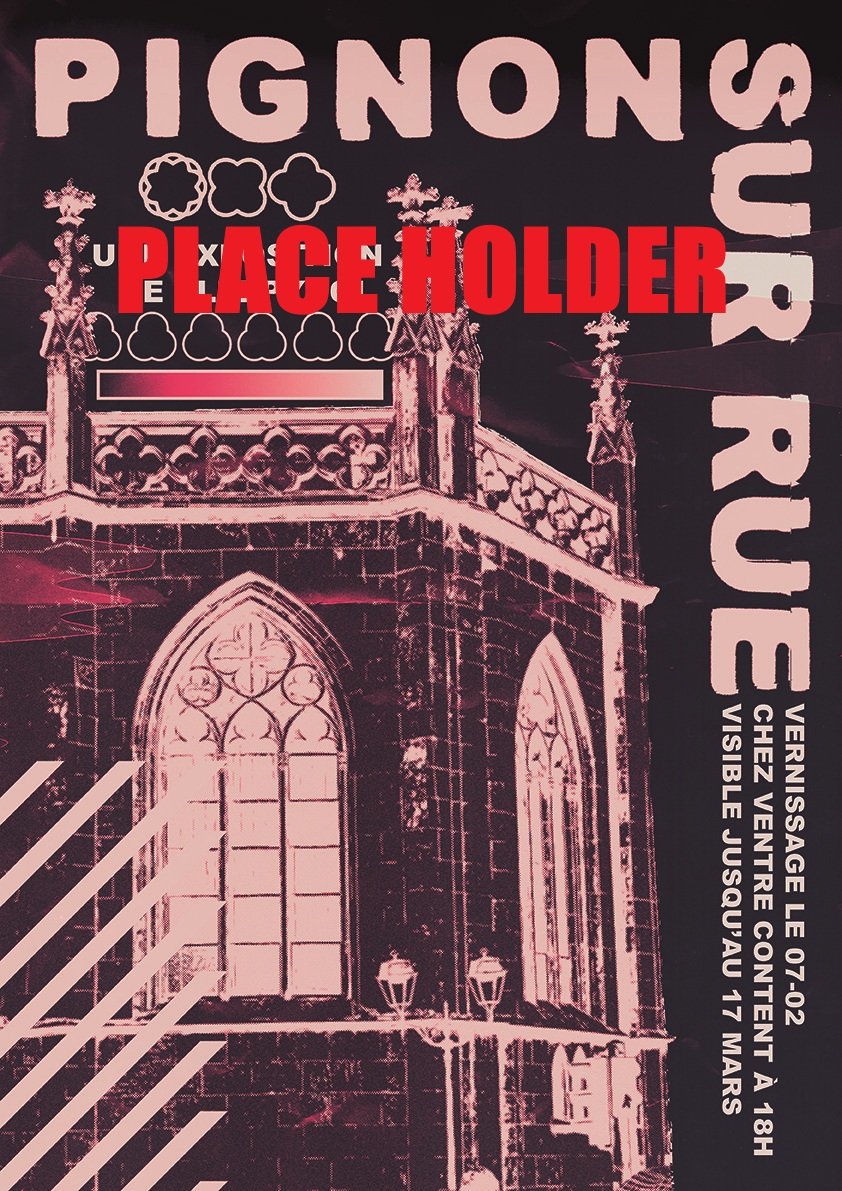 PIGNON
SUR RUE
PLACE HOLDER
VERNISSAGE LE 07-02
CHEZ VENTRE CONTENT À 18H
VISIBLE JUSQU'AU 17 MARS